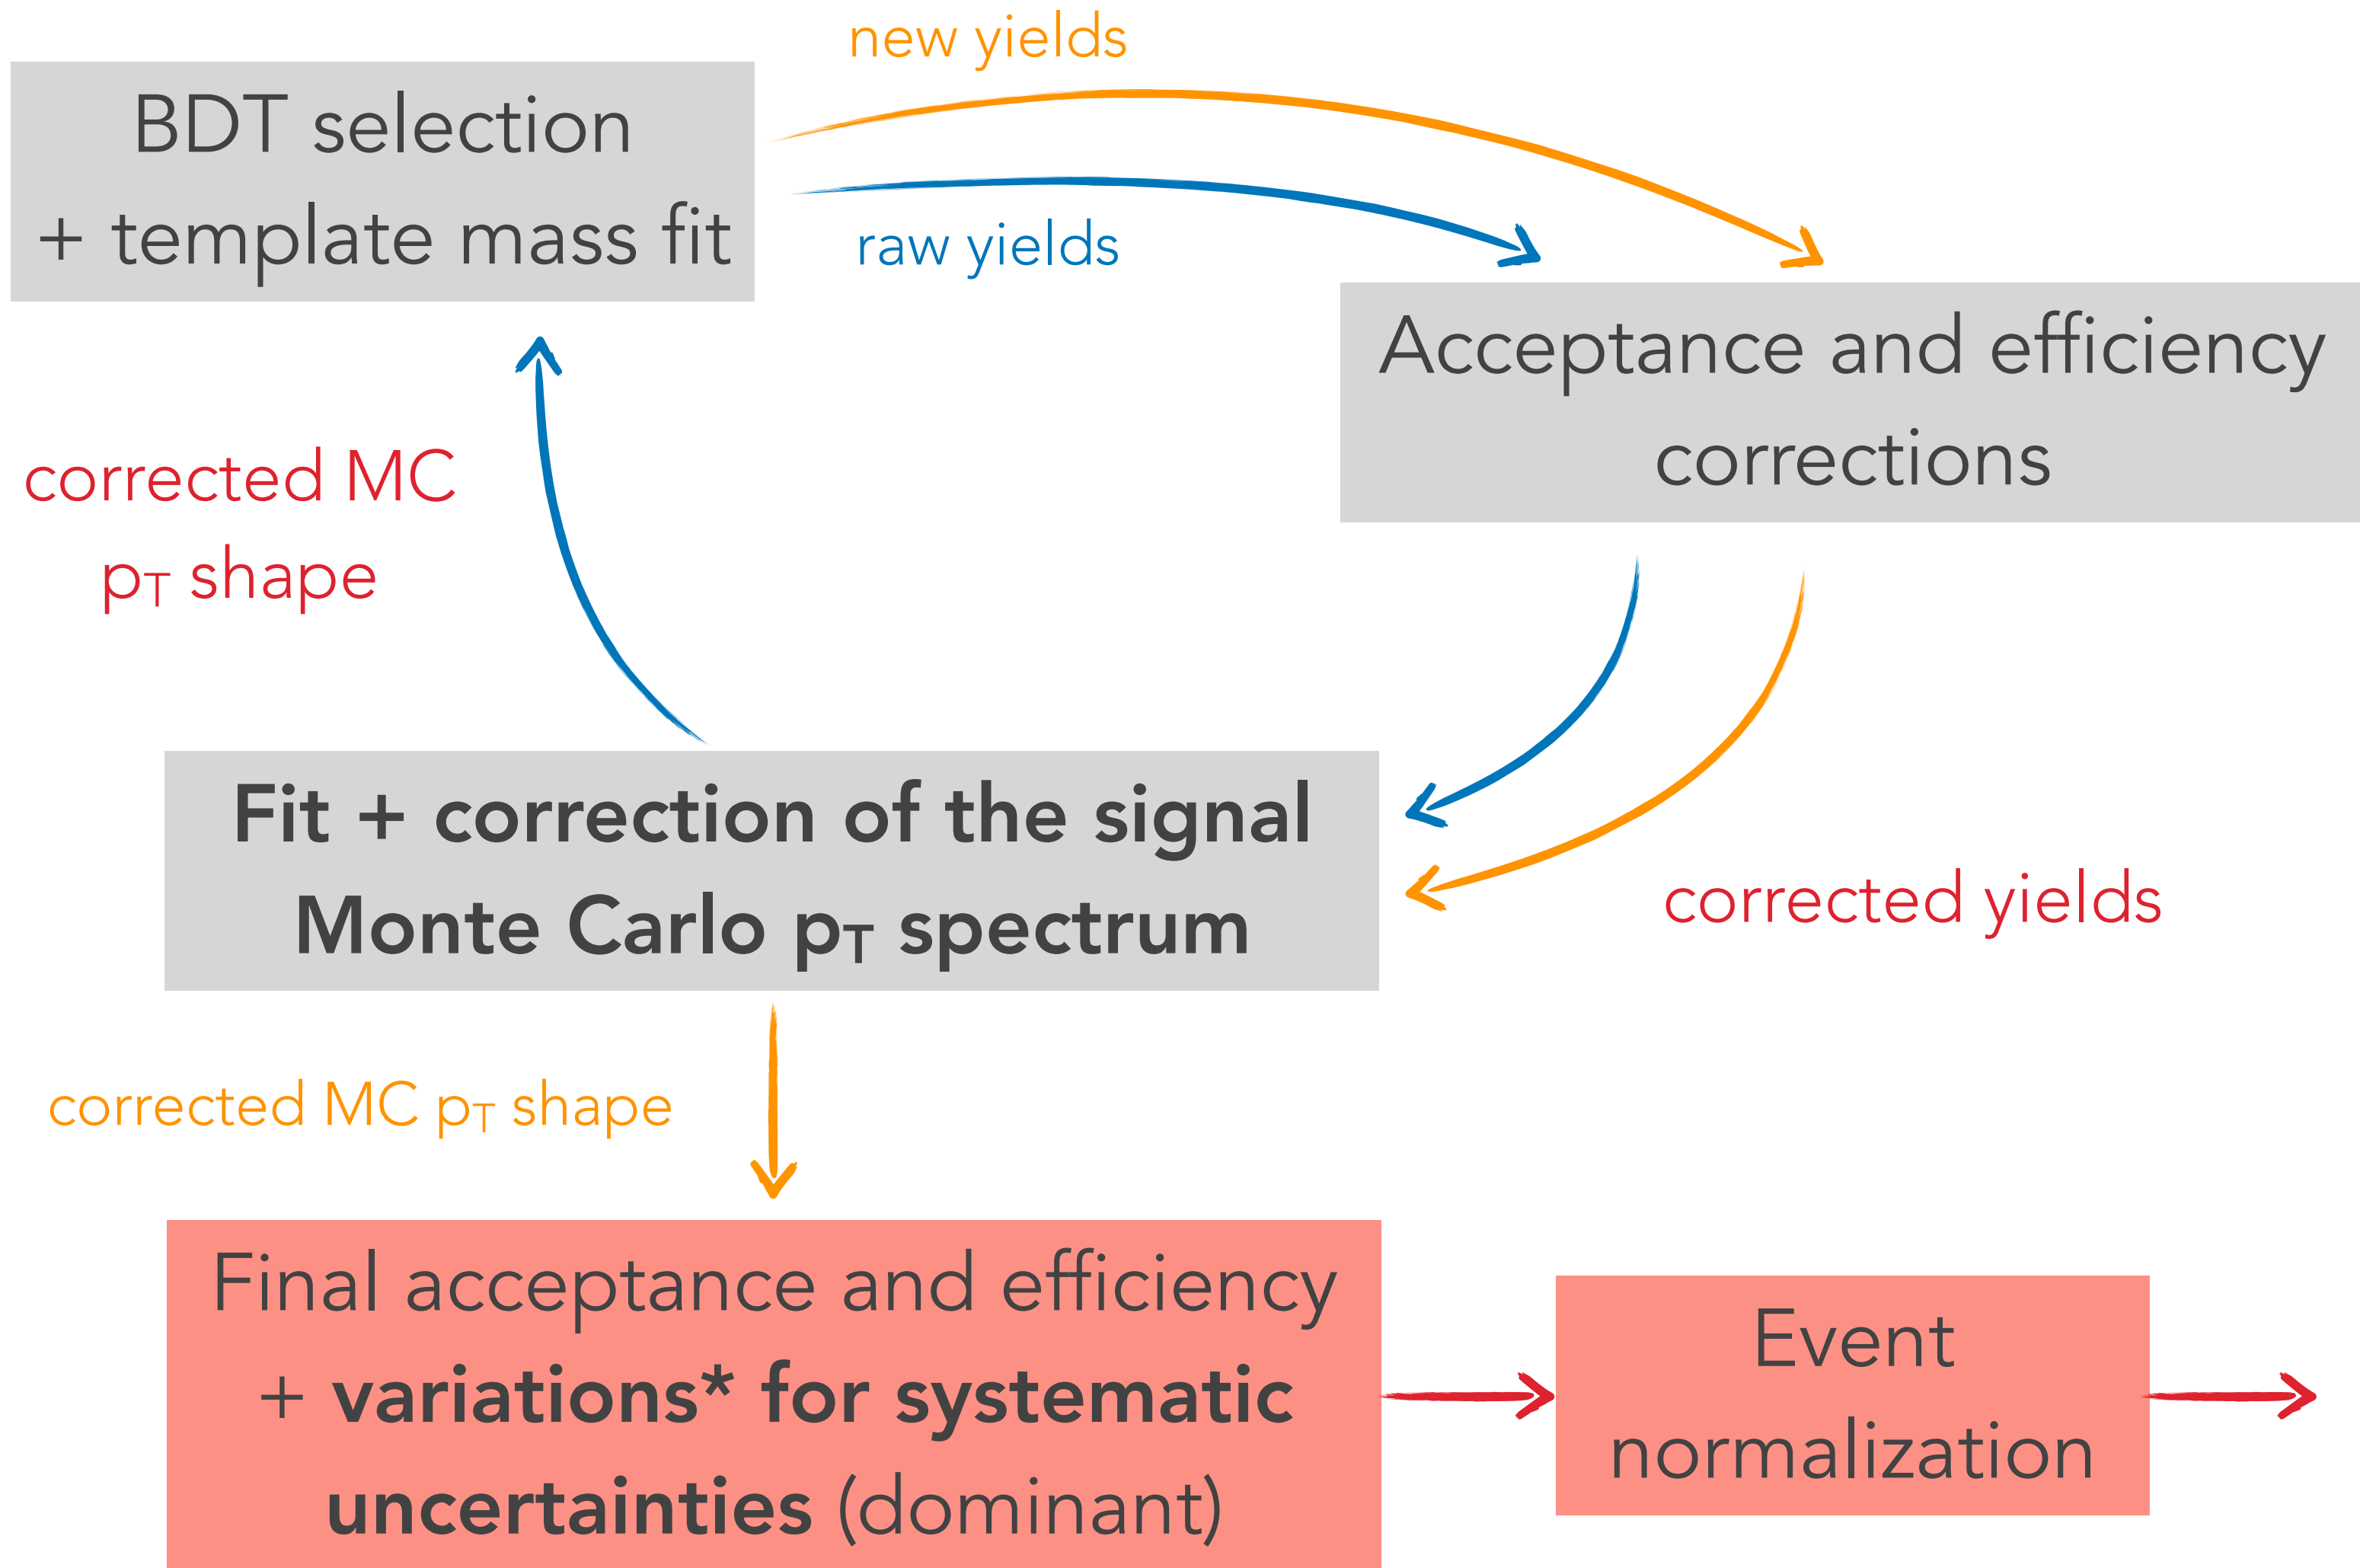 new yields
BDT selection
+ template mass fit
raw yields
Acceptance and efficiency
corrections
corrected MC
pT shape
Fit + correction of the signal
Monte Carlo pT spectrum
corrected yields
corrected MC pT shape
Final acceptance and efficiency
+ variations* for systematic
uncertainties (dominant)
Event
normalization